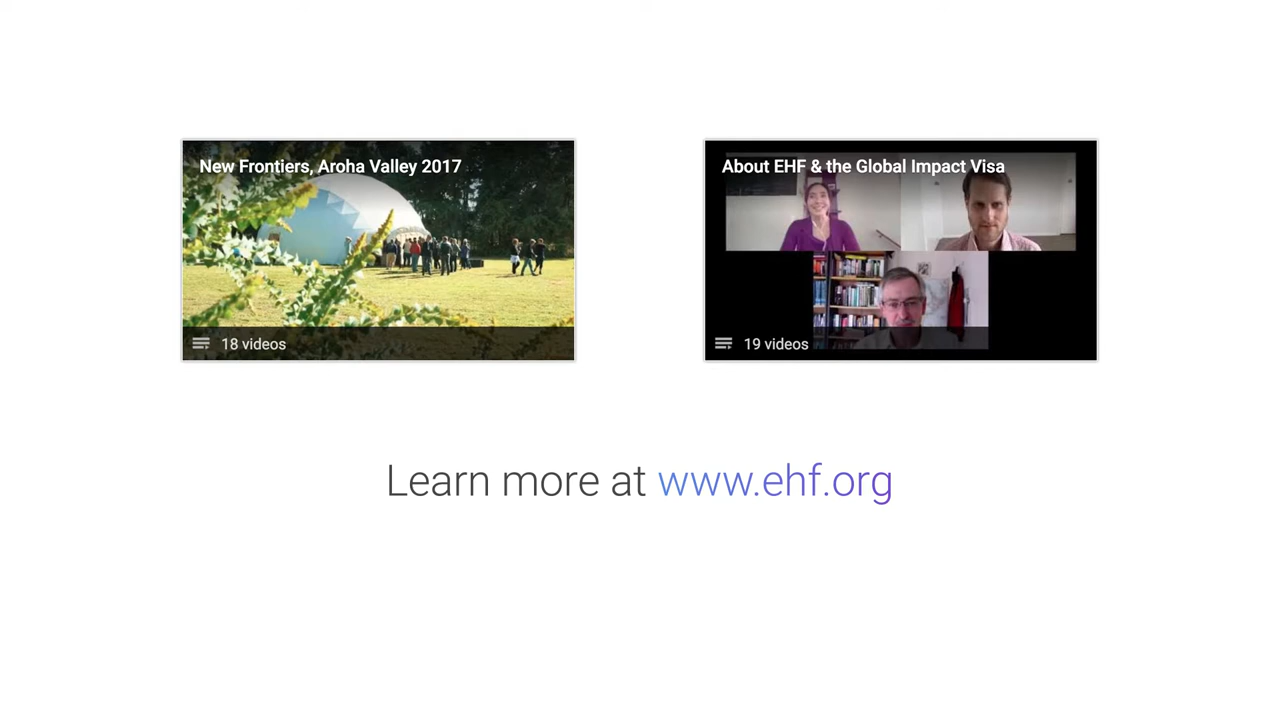 New Frontiers, Aroha Valley 2017
18 videos
About EHF & the Global Impact Visa
19 videos
Learn more at www.ehf.org